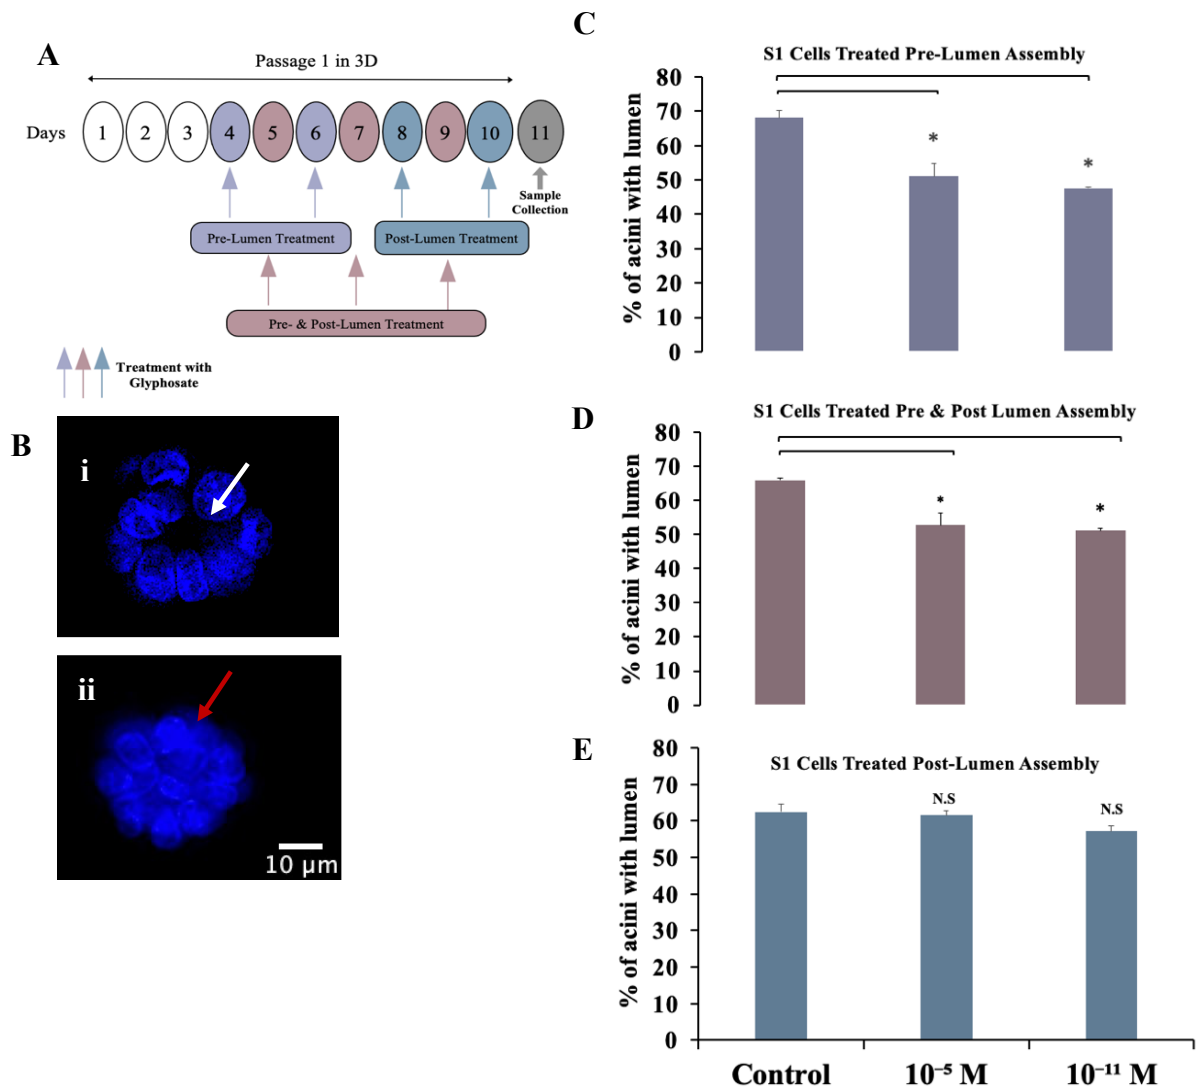 A
Passage 1 in 3D
Days 1 2 3 4 5 6 7 8 9 10 11
Sample
Collection
Pre-Lumen Treatment
Post-Lumen Treatment
Pre- & Post-Lumen Treatment
Treatment with
Glyphosate
B
i
ii
10 μm
C
S1 Cells Treated Pre-Lumen Assembly
% of acini with lumen
80
70
60
50
40
30
20
10
0
*
*
D
S1 Cells Treated Pre & Post Lumen Assembly
% of acini with lumen
80
70
60
50
40
30
20
10
0
*
*
E
S1 Cells Treated Post-Lumen Assembly
% of acini with lumen
80
70
60
50
40
30
20
10
0
N.S
N.S
Control 10⁻⁵ M 10⁻¹¹ M